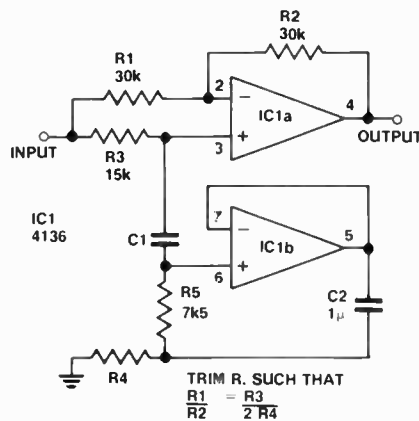 R2
30k
R1
30k
2
IC1a
4
3
INPUT
OUTPUT
R3
15k
IC1
4136
C1
7
IC1b
5
6
R5
7k5
C2
1μ
R4
TRIM R. SUCH THAT
R1 = R3
R2 2 R4